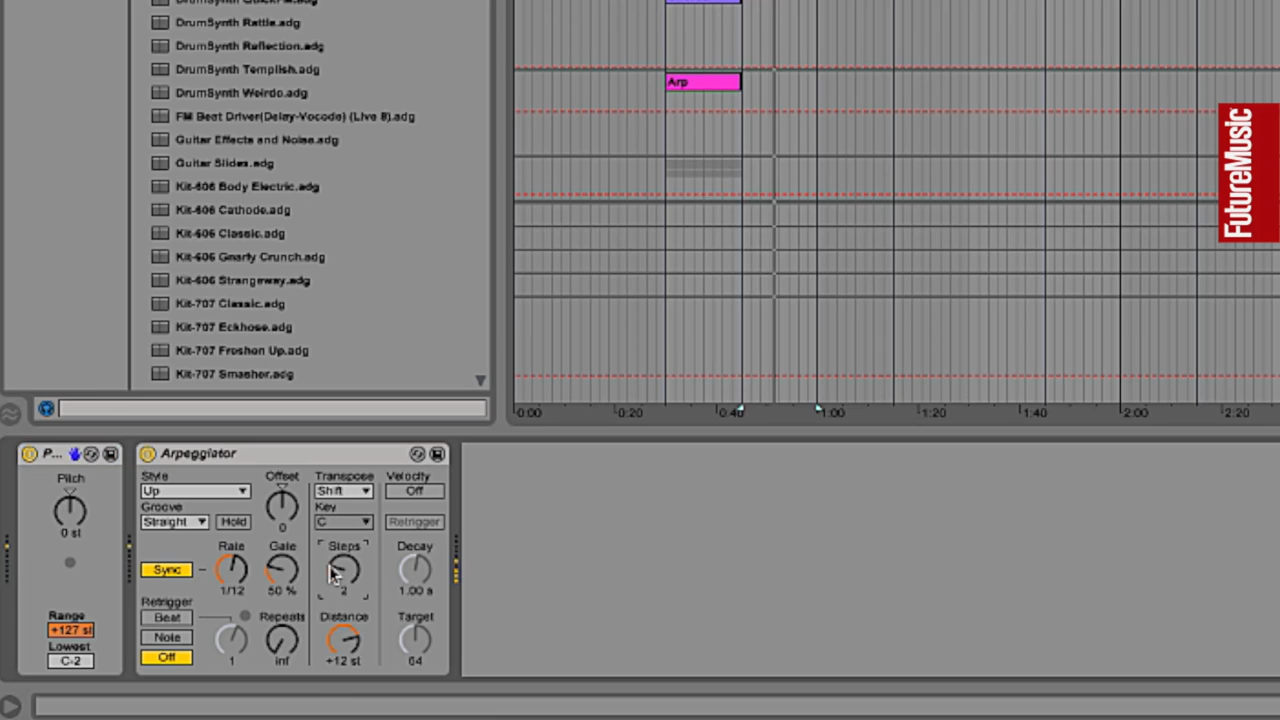 DrumSynth QuickFM.adg
DrumSynth Rattle.adg
DrumSynth Reflection.adg
DrumSynth Templish.adg
DrumSynth Weirdo.adg
FM Beat Driver(Delay-Vocode) (Live 8).adg
Guitar Effects and Noise.adg
Guitar Slides.adg
Kit-606 Body Electric.adg
Kit-606 Cathode.adg
Kit-606 Classic.adg
Kit-606 Gnarly Crunch.adg
Kit-606 Strangeway.adg
Kit-707 Classic.adg
Kit-707 Eckhose.adg
Kit-707 Freshen Up.adg
Kit-707 Smasher.adg
Arp
FutureMusic
0:00 0:20 0:40 1:00 1:20 1:40 2:00 2:20
P...
Pitch
0 st
Range
+127 st
Lowest
C-2
Arpeggiator
Style
Up
Groove
Straight
Hold
Offset
0
Transpose
Shift
Key
C
Velocity
Off
Retrigger
Sync
Rate
1/12
Gate
50 %
Steps
2
Decay
1.00 s
Retrigger
Beat
Note
Off
1
Repeats
inf
Distance
+12 st
Target
64